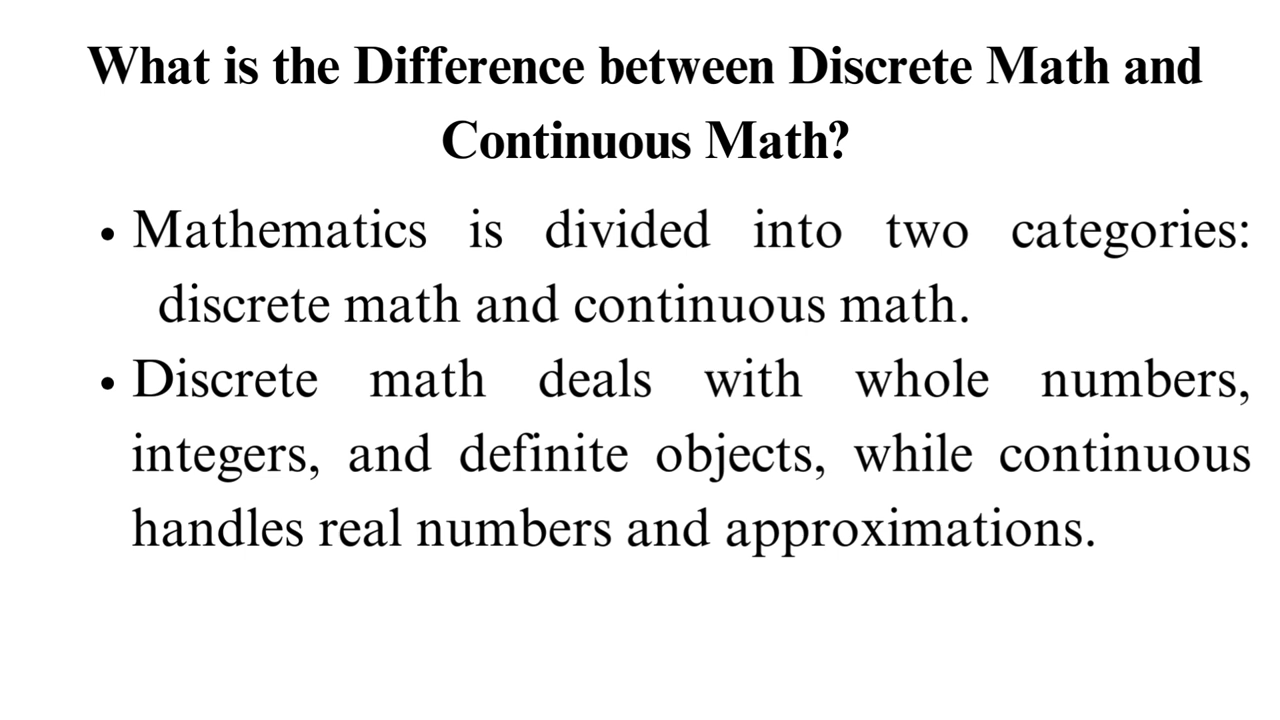 What is the Difference between Discrete Math and
Continuous Math?
• Mathematics is divided into two categories:
discrete math and continuous math.
• Discrete math deals with whole numbers,
integers, and definite objects, while continuous
handles real numbers and approximations.